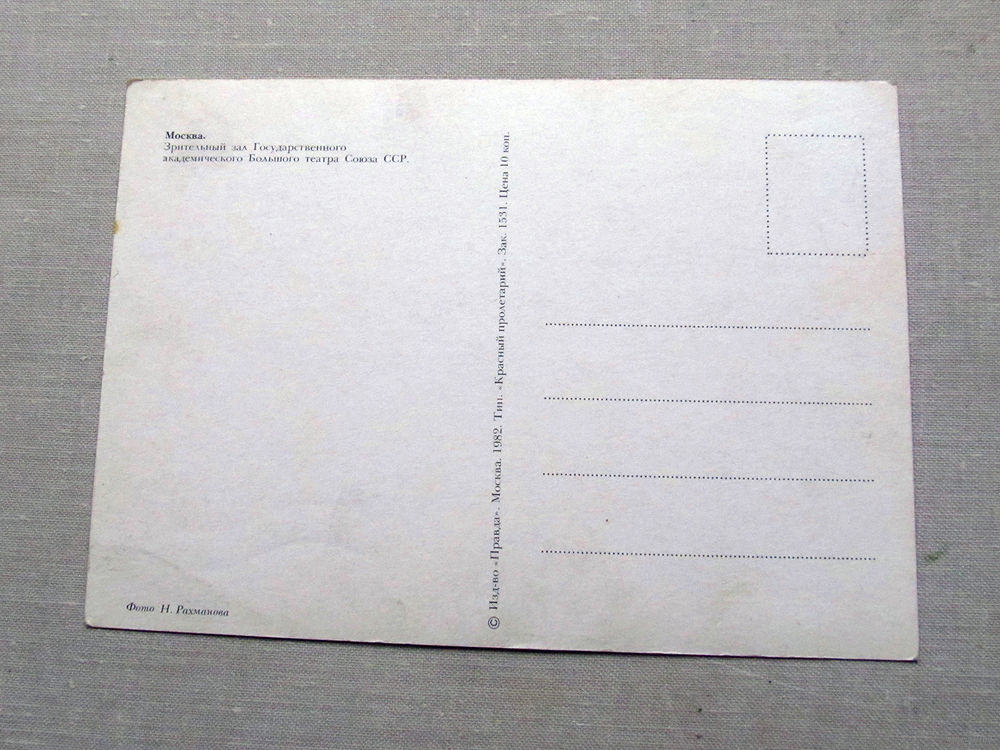 Москва.
Зрительный зал Государственного
академического Большого театра Союза ССР.
Фото Н. Рахманова
© Изд-во «Правда». Москва. 1982. Тип. «Красный пролетарий». Зак. 1531. Цена 10 коп.